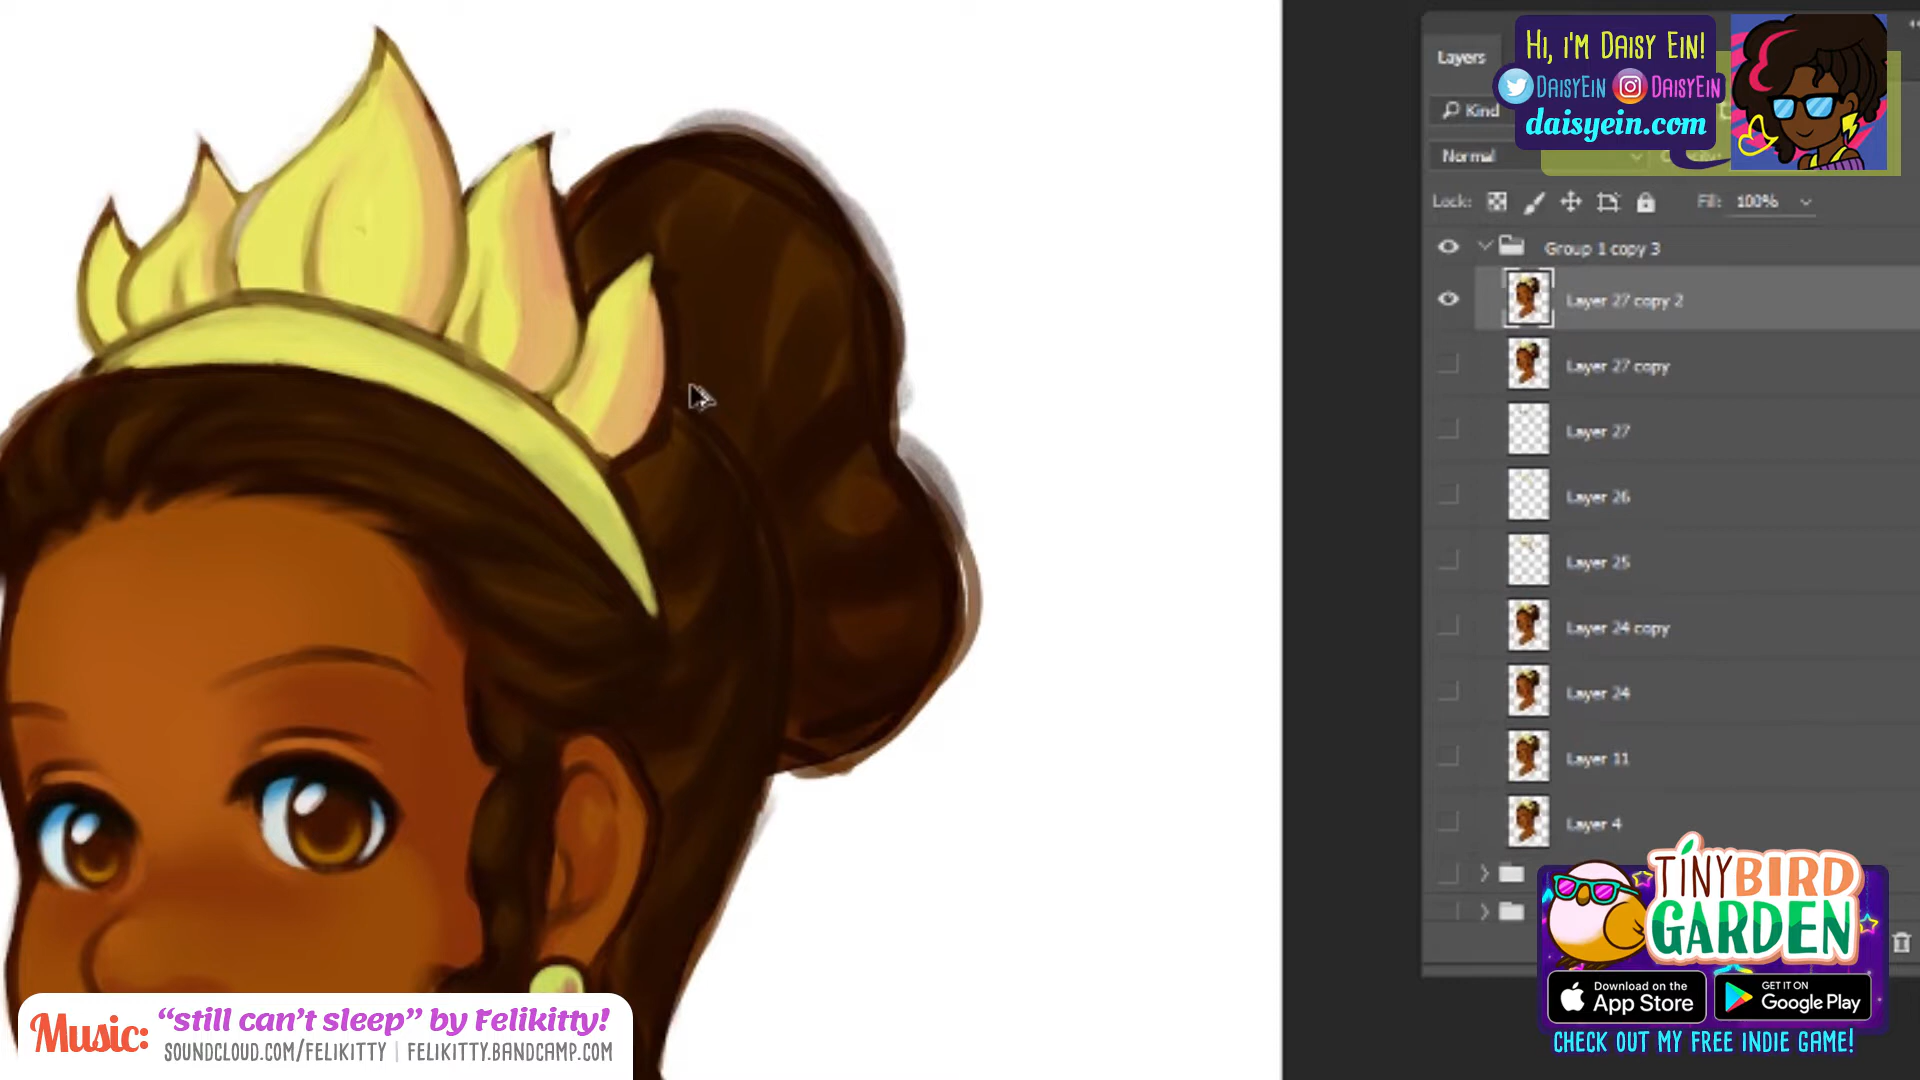 Layers
Kind
Normal
Lock:
Fill: 100%
Group 1 copy 3
Layer 27 copy 2
Layer 27 copy
Layer 27
Layer 26
Layer 25
Layer 24 copy
Layer 24
Layer 11
Layer 4
Hi, i'm Daisy Ein!
DaisyEin DaisyEin
daisyein.com
TINY BIRD
GARDEN
Download on the
App Store
GET IT ON
Google Play
CHECK OUT MY FREE INDIE GAME!
Music: "still can't sleep" by Felikitty!
SOUNDCLOUD.COM/FELIKITTY | FELIKITTY.BANDCAMP.COM